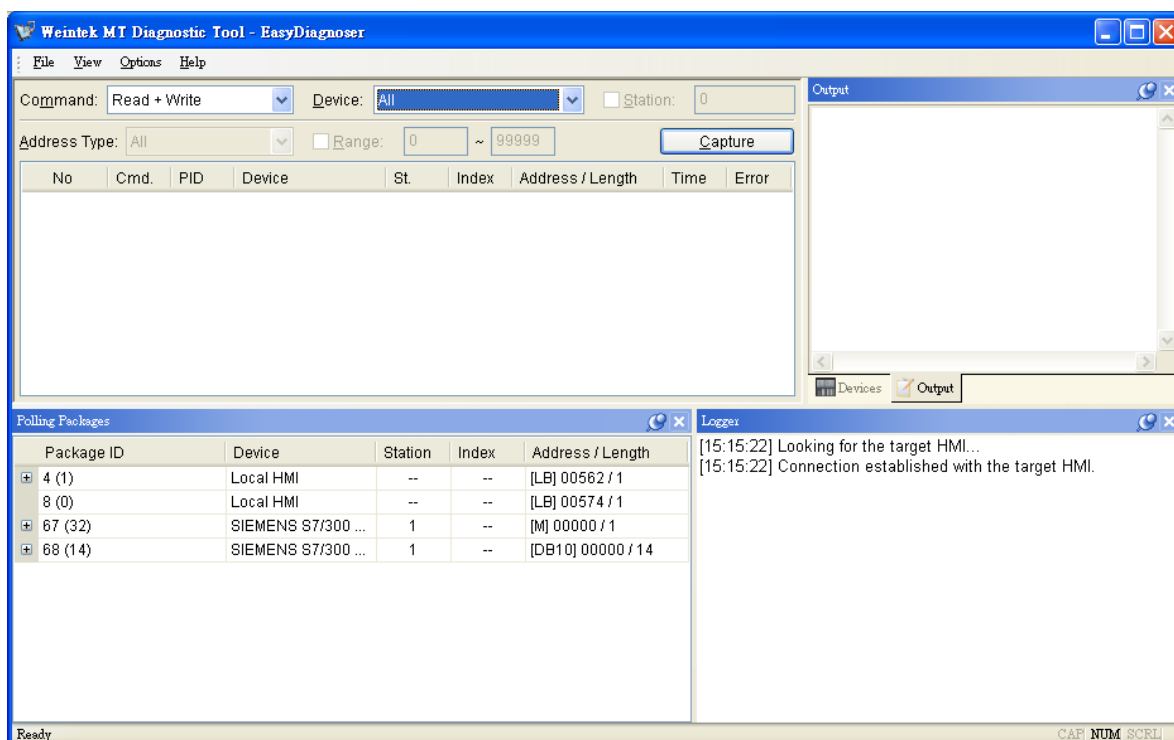 Weintek MT Diagnostic Tool - EasyDiagnoser
File View Options Help
Command: Read + Write Device: All Station: 0
Address Type: All Range: 0 ~ 99999 Capture
No Cmd. PID Device St. Index Address / Length Time Error
Output
Devices Output
Polling Packages
Package ID Device Station Index Address / Length
4 (1) Local HMI -- -- [LB] 00562 / 1
8 (0) Local HMI -- -- [LB] 00574 / 1
67 (32) SIEMENS S7/300 ... 1 -- [M] 00000 / 1
68 (14) SIEMENS S7/300 ... 1 -- [DB10] 00000 / 14
Logger
[15:15:22] Looking for the target HMI...
[15:15:22] Connection established with the target HMI.
Ready CAP NUM SCRL